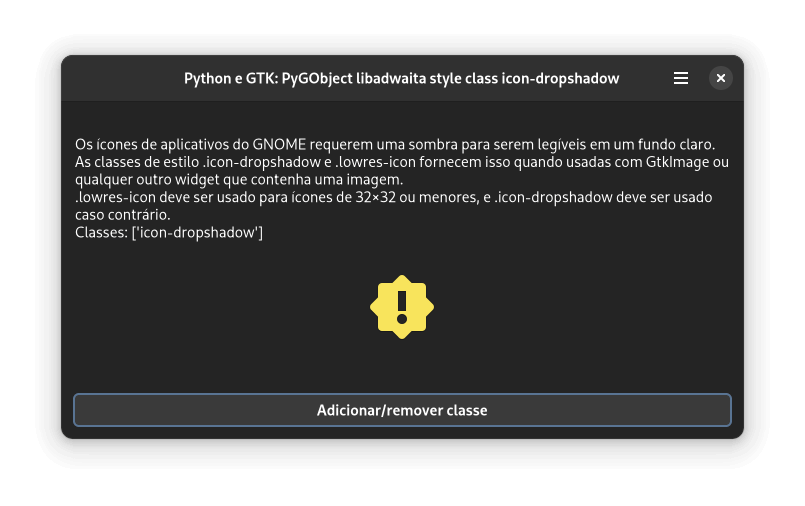 Python e GTK: PyGObject libadwaita style class icon-dropshadow
Os ícones de aplicativos do GNOME requerem uma sombra para serem legíveis em um fundo claro.
As classes de estilo .icon-dropshadow e .lowres-icon fornecem isso quando usadas com GtkImage ou
qualquer outro widget que contenha uma imagem.
.lowres-icon deve ser usado para ícones de 32×32 ou menores, e .icon-dropshadow deve ser usado
caso contrário.
Classes: ['icon-dropshadow']
Adicionar/remover classe